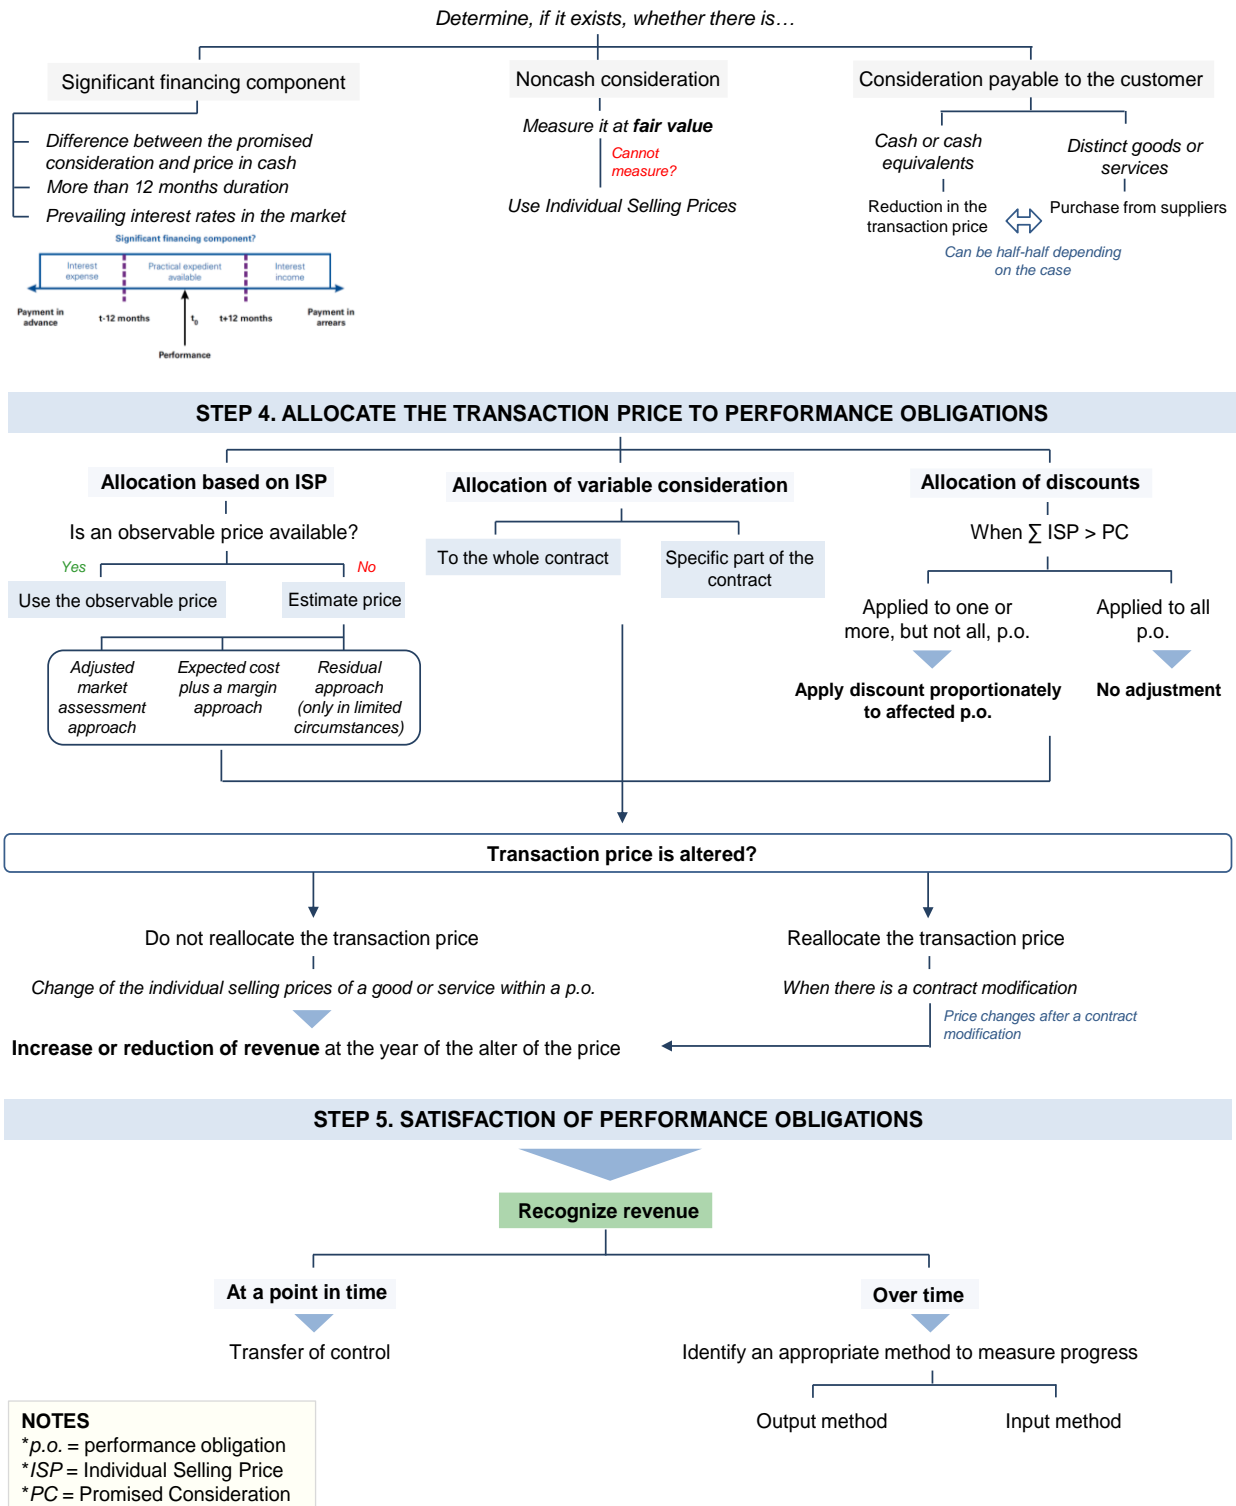 Determine, if it exists, whether there is…
Significant financing component
Difference between the promised
consideration and price in cash
More than 12 months duration
Prevailing interest rates in the market
Significant financing component?
Interest
expense
Practical expedient
available
Interest
income
Payment in
advance
t-12 months
t0
t+12 months
Payment in
arrears
Performance
Noncash consideration
Measure it at fair value
Cannot
measure?
Use Individual Selling Prices
Consideration payable to the customer
Cash or cash
equivalents
Distinct goods or
services
Reduction in the
transaction price
Purchase from suppliers
Can be half-half depending
on the case
STEP 4. ALLOCATE THE TRANSACTION PRICE TO PERFORMANCE OBLIGATIONS
Allocation based on ISP
Is an observable price available?
Yes
No
Use the observable price
Estimate price
Adjusted
market
assessment
approach
Expected cost
plus a margin
approach
Residual
approach
(only in limited
circumstances)
Allocation of variable consideration
To the whole contract
Specific part of the
contract
Allocation of discounts
When ∑ ISP > PC
Applied to one or
more, but not all, p.o.
Applied to all
p.o.
Apply discount proportionately
to affected p.o.
No adjustment
Transaction price is altered?
Do not reallocate the transaction price
Change of the individual selling prices of a good or service within a p.o.
Increase or reduction of revenue at the year of the alter of the price
Reallocate the transaction price
When there is a contract modification
Price changes after a contract
modification
STEP 5. SATISFACTION OF PERFORMANCE OBLIGATIONS
Recognize revenue
At a point in time
Transfer of control
Over time
Identify an appropriate method to measure progress
Output method
Input method
NOTES
*p.o. = performance obligation
*ISP = Individual Selling Price
*PC = Promised Consideration